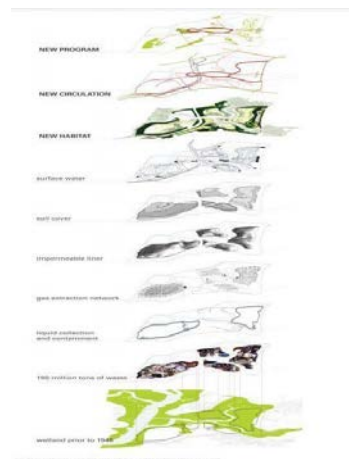 NEW PROGRAM
NEW CIRCULATION
NEW HABITAT
surface water
soil cover
impermeable liner
gas extraction network
liquid collection
and containment
150 million tons of waste
wetland prior to 1948